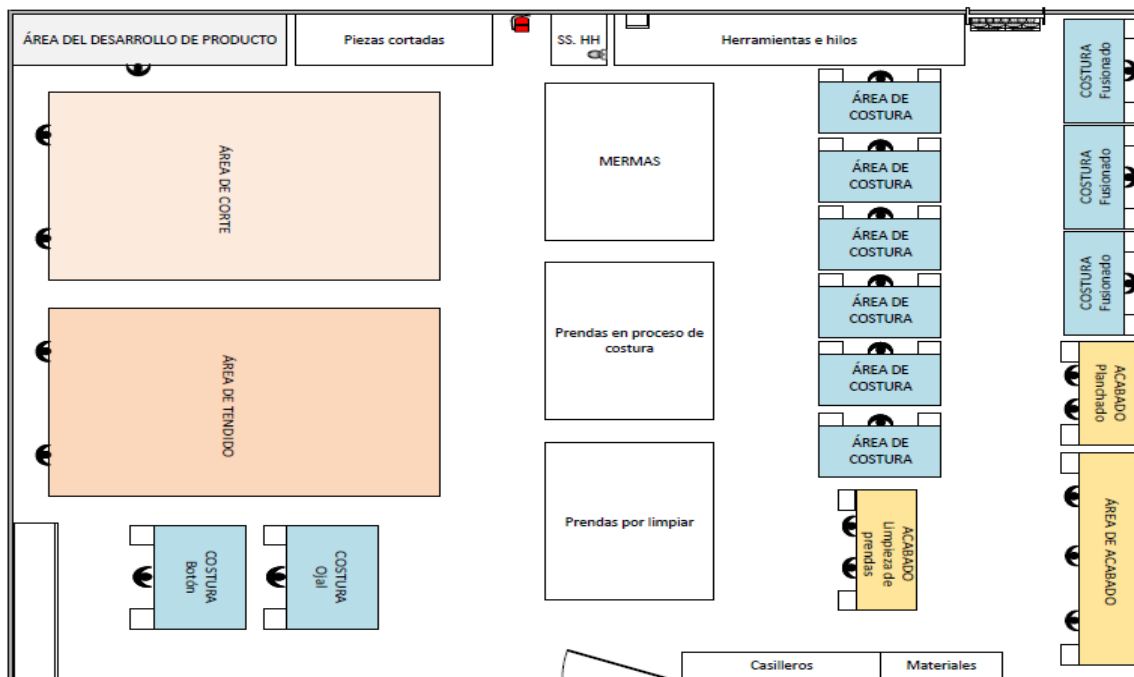 ÁREA DEL DESARROLLO DE PRODUCTO
Piezas cortadas
SS. HH
Herramientas e hilos
ÁREA DE CORTE
ÁREA DE TENDIDO
COSTURA
Botón
COSTURA
Ojal
MERMAS
Prendas en proceso de
costura
Prendas por limpiar
ÁREA DE
COSTURA
ÁREA DE
COSTURA
ÁREA DE
COSTURA
ÁREA DE
COSTURA
ÁREA DE
COSTURA
ÁREA DE
COSTURA
ACABADO
Limpieza de
prendas
COSTURA
Fusionado
COSTURA
Fusionado
COSTURA
Fusionado
ACABADO
Planchado
ÁREA DE ACABADO
Casilleros
Materiales